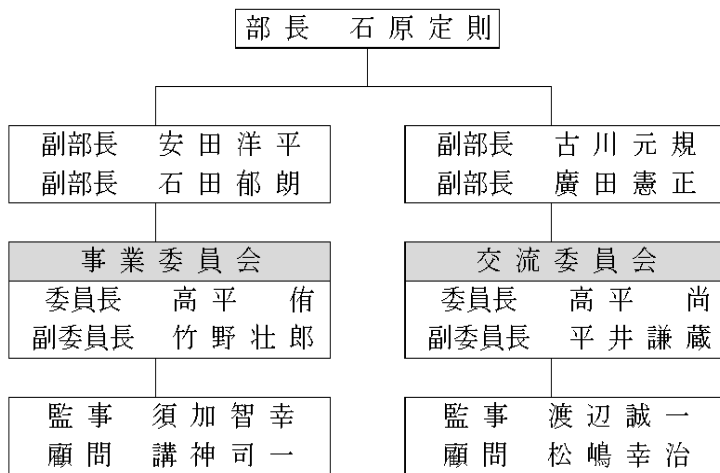 部長 石原定則
副部長 安田洋平
副部長 石田郁朗
副部長 古川元規
副部長 廣田憲正
事業委員会
委員長 高平 侑
副委員長 竹野壮郎
交流委員会
委員長 高平 尚
副委員長 平井謙蔵
監事 須加智幸
顧問 講神司一
監事 渡辺誠一
顧問 松嶋幸治